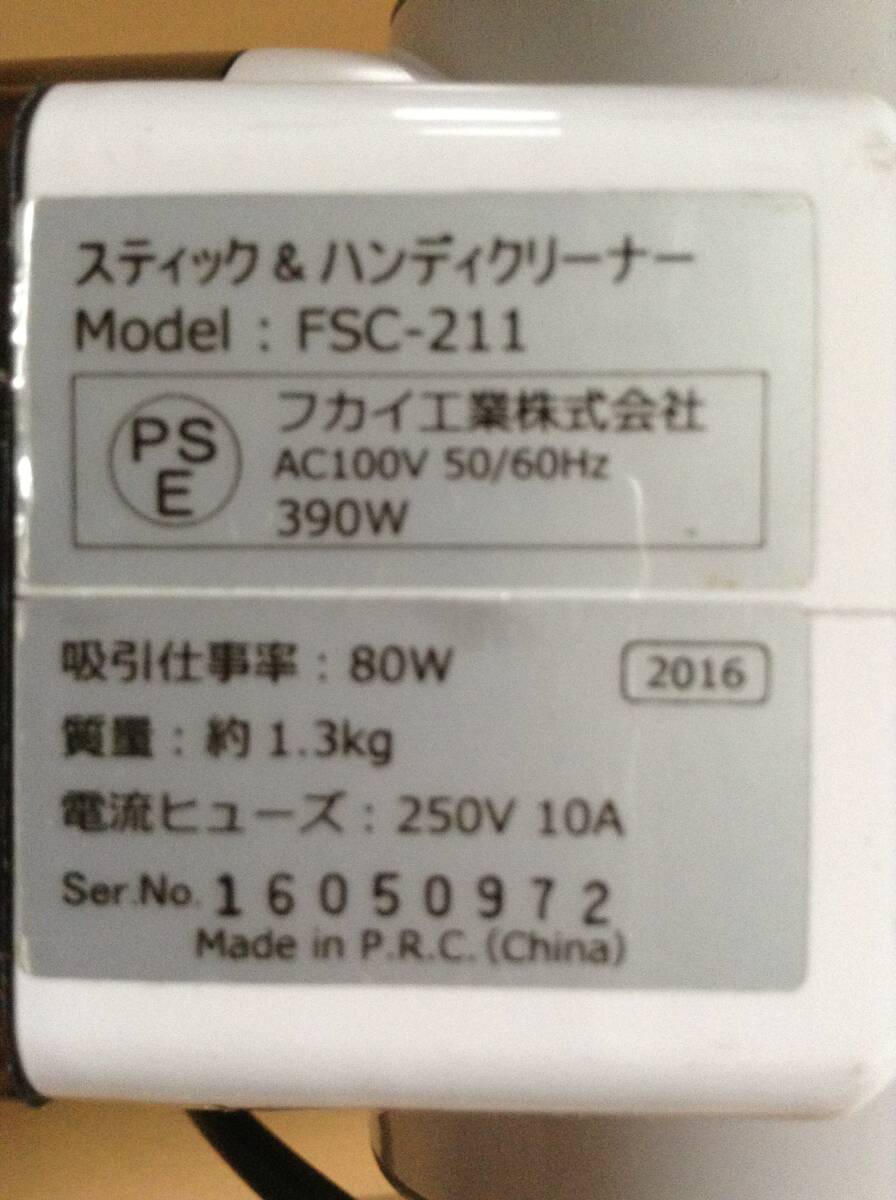 スティック & ハンディクリーナー
Model : FSC-211
PS
E
フカイ工業株式会社
AC100V 50/60Hz
390W
吸引仕事率 : 80W
2016
質量 : 約 1.3kg
電流ヒューズ : 250V 10A
Ser.No. 16050972
Made in P.R.C. (China)